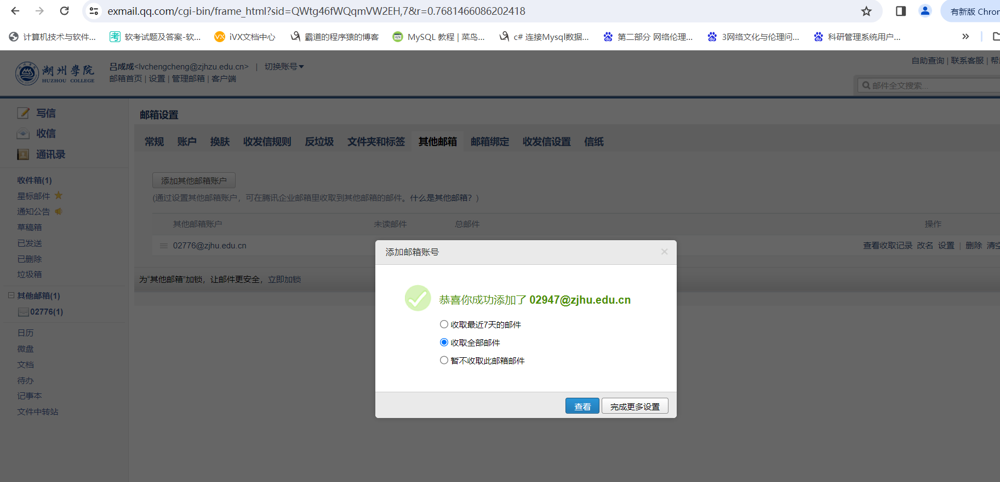 exmail.qq.com/cgi-bin/frame_html?sid=QWtg46fWQqmVW2EH,7&r=0.7681466086202418
有新版 Chron
计算机技术与软件...
考
软考试题及答案-软...
VX
iVX文档中心
霸道的程序猿的博客
MySQL 教程 | 菜鸟...
c# 连接Mysql数据...
第二部分 网络伦理...
3网络文化与伦理问...
科研管理系统用户...
湖州學院
HUZHOU COLLEGE
吕成成<lvchengcheng@zjhzu.edu.cn> | 切换账号
邮箱首页 | 设置 | 管理邮箱 | 客户端
自助查询 | 联系客服 | 帮
邮件全文搜索...
写信
收信
通讯录
收件箱(1)
星标邮件
通知公告
草稿箱
已发送
已删除
垃圾箱
其他邮箱(1)
02776(1)
日历
微盘
文档
待办
记事本
文件中转站
邮箱设置
常规 账户 换肤 收发信规则 反垃圾 文件夹和标签 其他邮箱 邮箱绑定 收发信设置 信纸
添加其他邮箱账户
(通过设置其他邮箱账户，可在腾讯企业邮箱里收取到其他邮箱的邮件。什么是其他邮箱？)
其他邮箱账户 未读邮件 总邮件 操作
02776@zjhu.edu.cn 查看收取记录 改名 设置 | 删除 清空
为“其他邮箱”加锁，让邮件更安全，立即加锁
添加邮箱账号
恭喜你成功添加了 02947@zjhu.edu.cn
收取最近7天的邮件
收取全部邮件
暂不收取此邮箱邮件
查看
完成更多设置